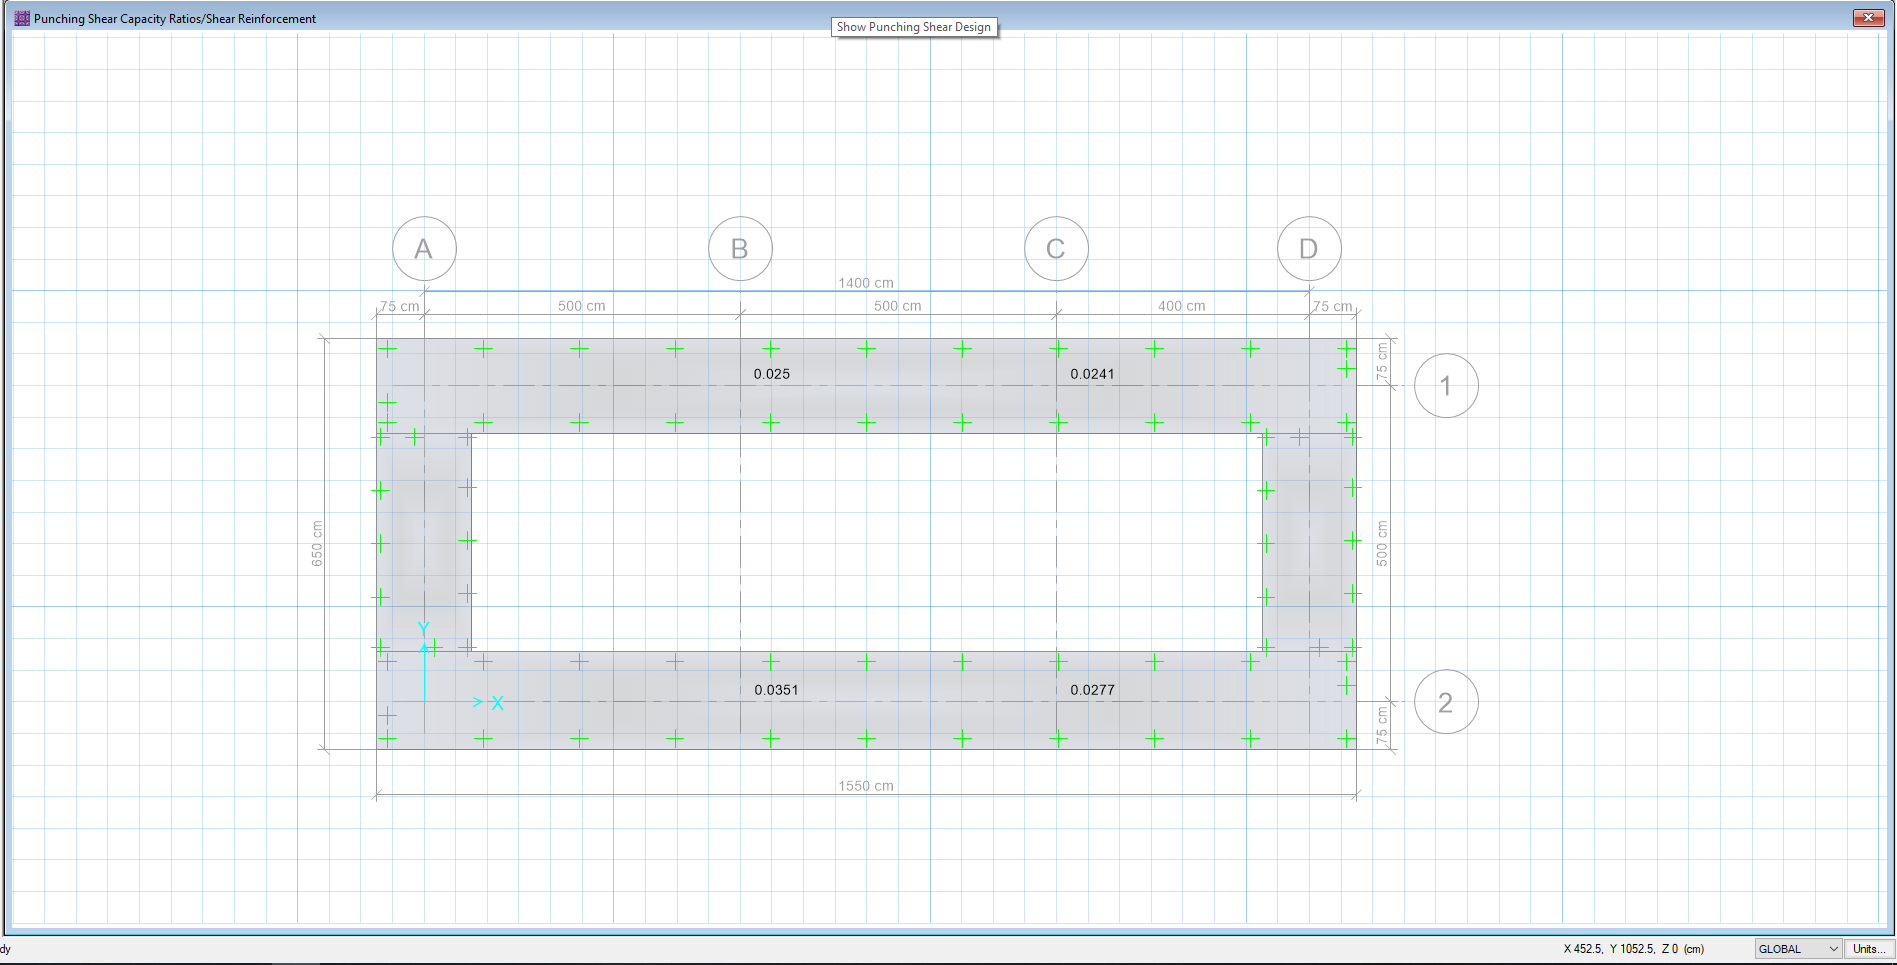 Punching Shear Capacity Ratios/Shear Reinforcement
Show Punching Shear Design
A
B
C
D
1400 cm
75 cm
500 cm
500 cm
400 cm
75 cm
75 cm
1
0.025
0.0241
650 cm
500 cm
Y
X
0.0351
0.0277
2
75 cm
1550 cm
dy
X 452.5, Y 1052.5, Z 0 (cm)
GLOBAL
Units...